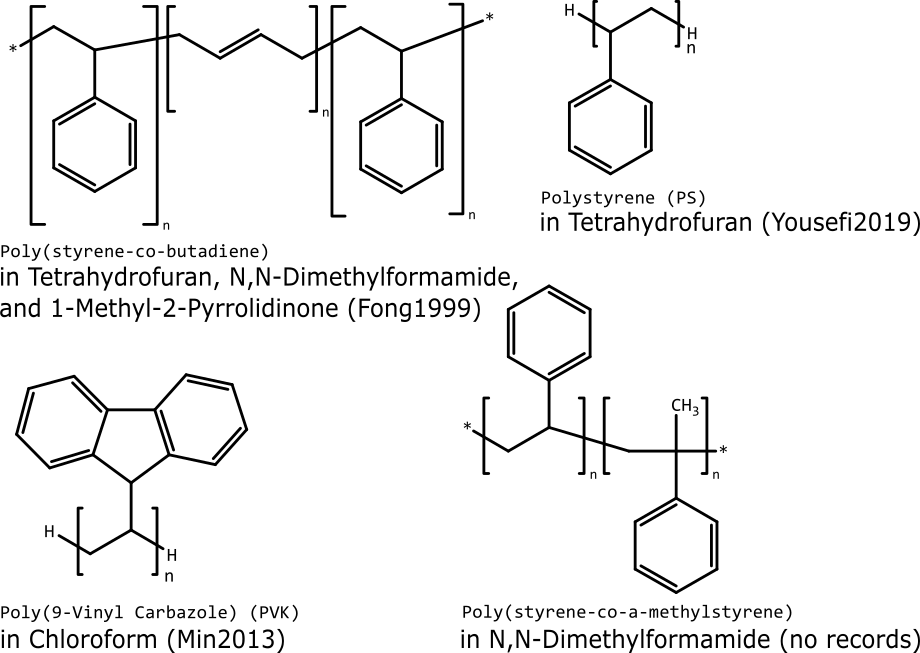 *
*
n
n
n
Poly(styrene-co-butadiene)
in Tetrahydrofuran, N,N-Dimethylformamide,
and 1-Methyl-2-Pyrrolidinone (Fong1999)
H
H
n
Polystyrene (PS)
in Tetrahydrofuran (Yousefi2019)
H
H
n
Poly(9-Vinyl Carbazole) (PVK)
in Chloroform (Min2013)
CH₃
*
*
n
n
Poly(styrene-co-a-methylstyrene)
in N,N-Dimethylformamide (no records)